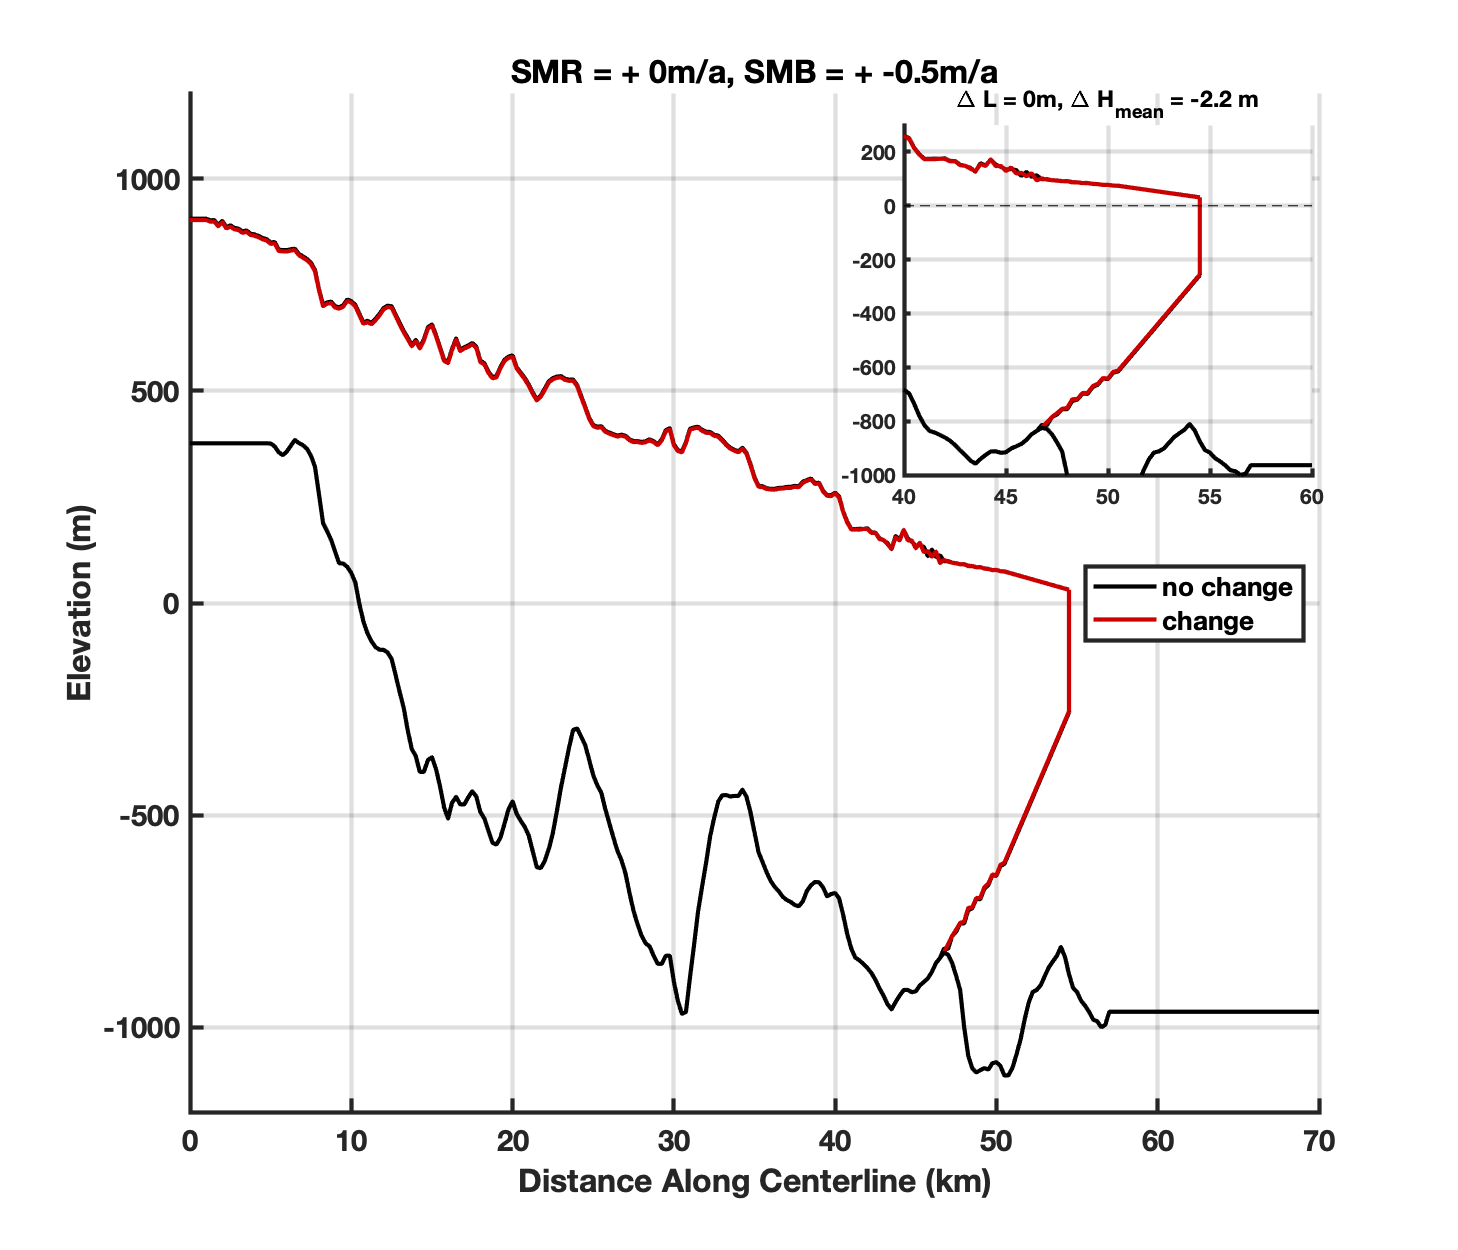 SMR = + 0m/a, SMB = + -0.5m/a
Δ L = 0m, Δ Hmean = -2.2 m
1000
500
0
-500
-1000
Elevation (m)
200
0
-200
-400
-600
-800
-1000
40 45 50 55 60
no change
change
0 10 20 30 40 50 60 70
Distance Along Centerline (km)